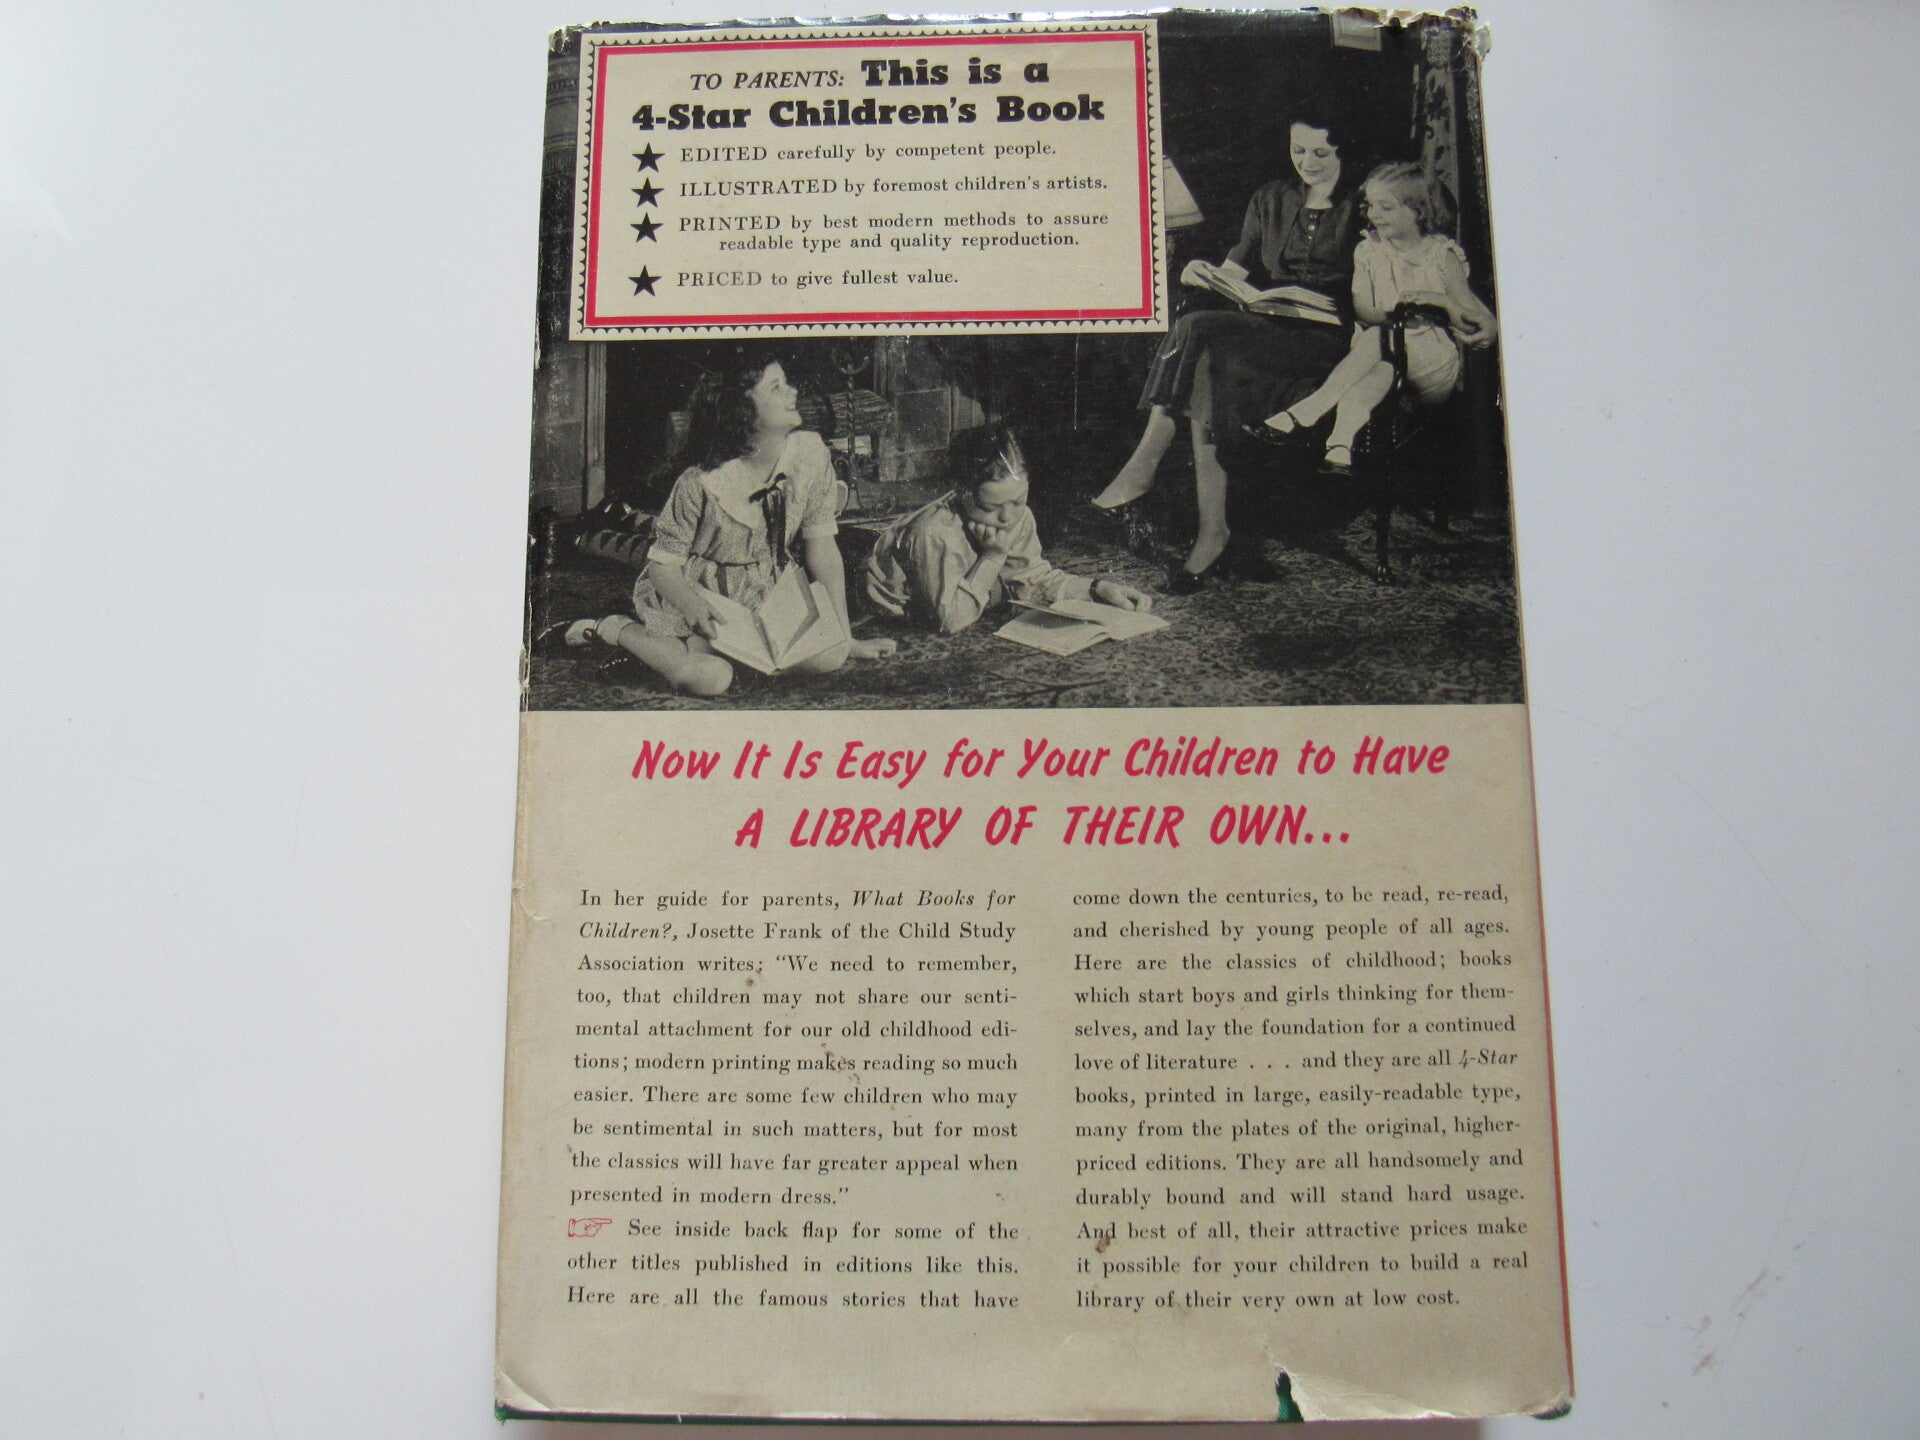 TO PARENTS: This is a
4-Star Children's Book
★ EDITED carefully by competent people.
★ ILLUSTRATED by foremost children's artists.
★ PRINTED by best modern methods to assure
readable type and quality reproduction.
★ PRICED to give fullest value.
Now It Is Easy for Your Children to Have
A LIBRARY OF THEIR OWN...
In her guide for parents, What Books for
Children?, Josette Frank of the Child Study
Association writes: "We need to remember,
too, that children may not share our senti-
mental attachment for our old childhood edi-
tions; modern printing makes reading so much
easier. There are some few children who may
be sentimental in such matters, but for most
the classics will have far greater appeal when
presented in modern dress."
☞ See inside back flap for some of the
other titles published in editions like this.
Here are all the famous stories that have
come down the centuries, to be read, re-read,
and cherished by young people of all ages.
Here are the classics of childhood; books
which start boys and girls thinking for them-
selves, and lay the foundation for a continued
love of literature . . . and they are all 4-Star
books, printed in large, easily-readable type,
many from the plates of the original, higher-
priced editions. They are all handsomely and
durably bound and will stand hard usage.
And best of all, their attractive prices make
it possible for your children to build a real
library of their very own at low cost.